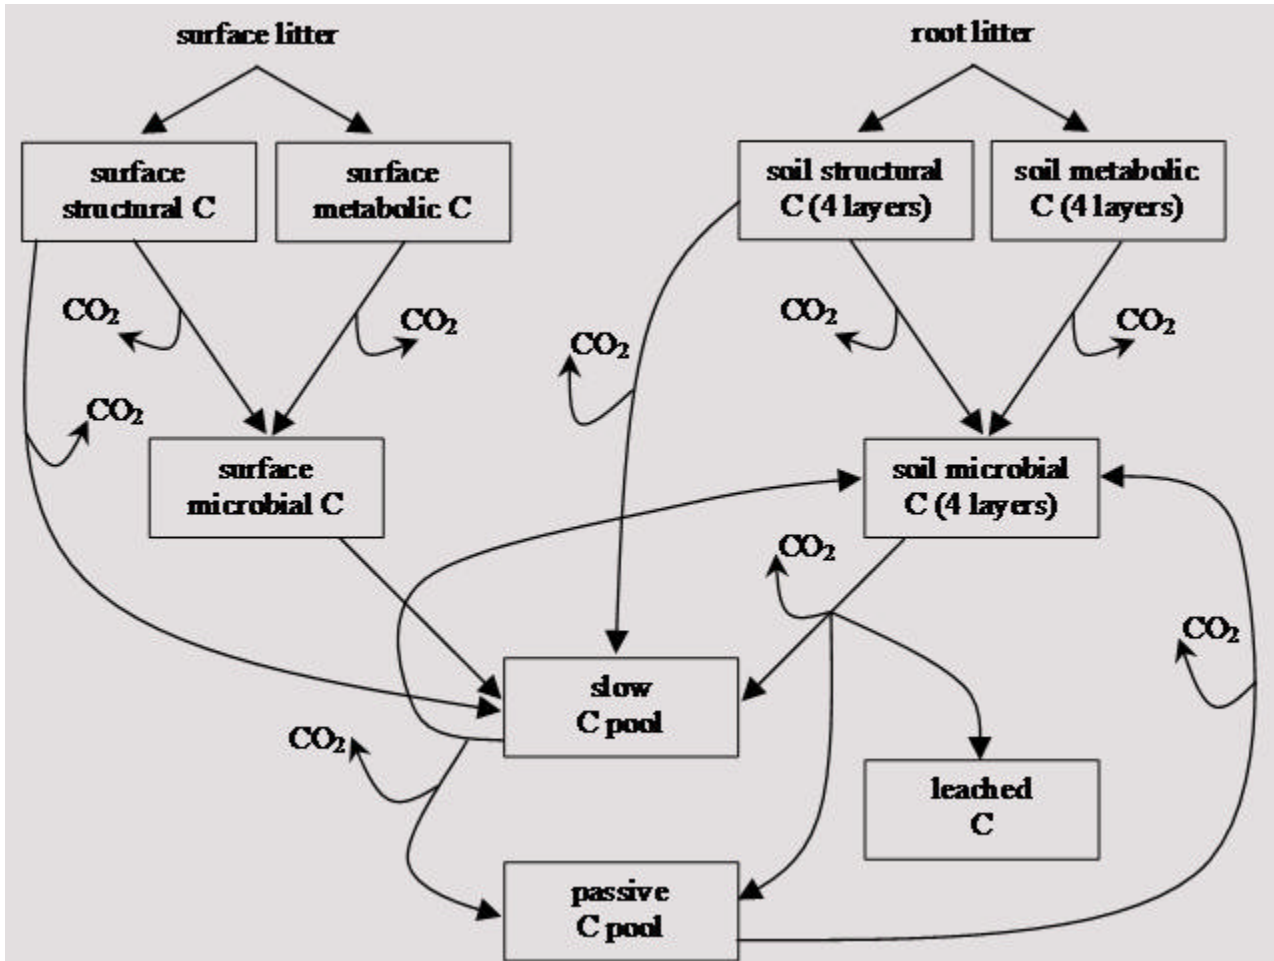 surface litter
root litter
surface
structural C
surface
metabolic C
soil structural
C (4 layers)
soil metabolic
C (4 layers)
CO₂
CO₂
CO₂
CO₂
CO₂
CO₂
surface
microbial C
soil microbial
C (4 layers)
CO₂
CO₂
slow
C pool
CO₂
leached
C
passive
C pool